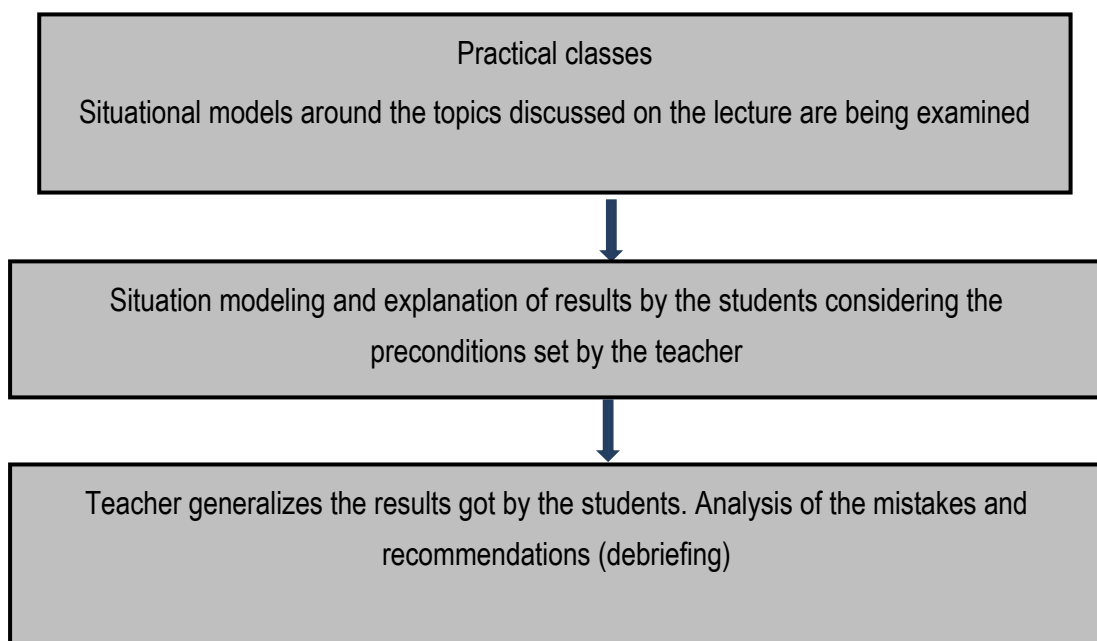 Practical classes
Situational models around the topics discussed on the lecture are being examined
Situation modeling and explanation of results by the students considering the
preconditions set by the teacher
Teacher generalizes the results got by the students. Analysis of the mistakes and
recommendations (debriefing)